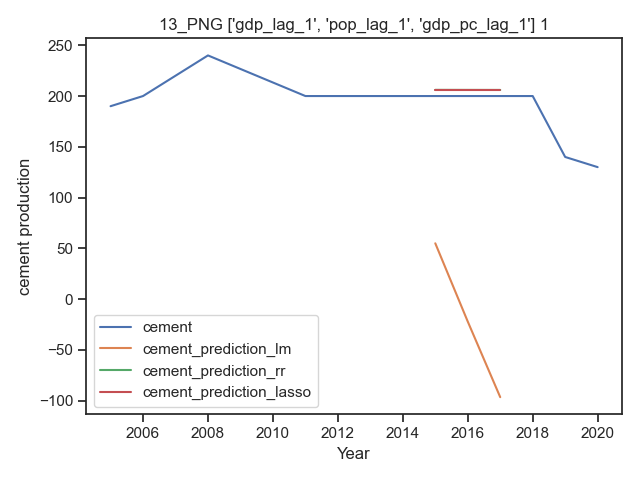 13_PNG ['gdp_lag_1', 'pop_lag_1', 'gdp_pc_lag_1'] 1
250
200
150
100
50
0
−50
−100
cement production
cement
cement_prediction_lm
cement_prediction_rr
cement_prediction_lasso
2006 2008 2010 2012 2014 2016 2018 2020
Year